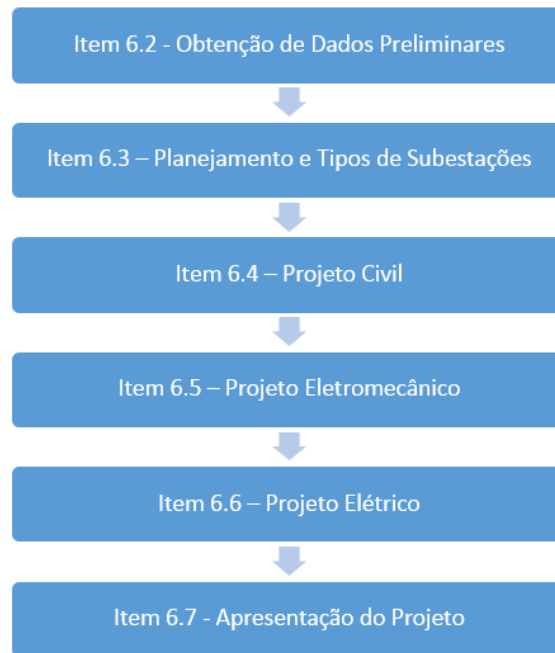 Item 6.2 - Obtenção de Dados Preliminares
Item 6.3 – Planejamento e Tipos de Subestações
Item 6.4 – Projeto Civil
Item 6.5 – Projeto Eletromecânico
Item 6.6 – Projeto Elétrico
Item 6.7 - Apresentação do Projeto